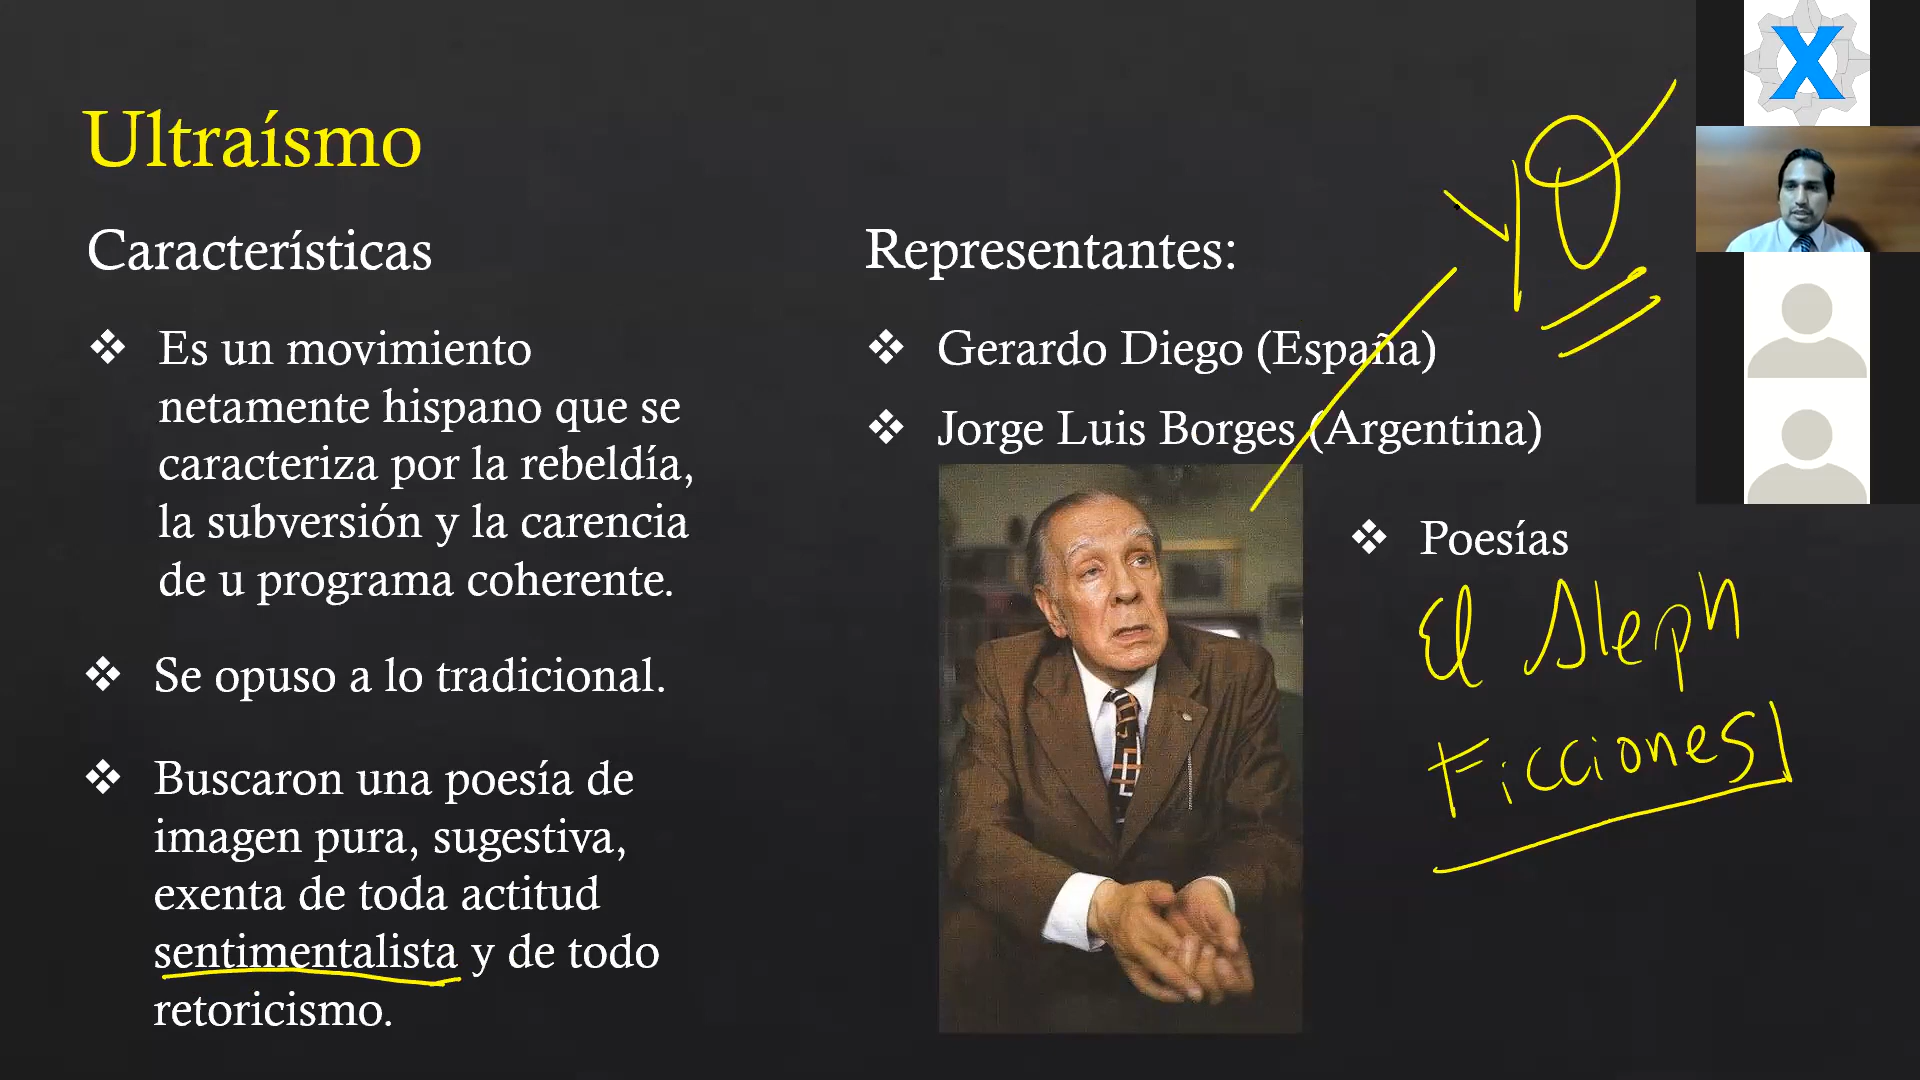 Ultraísmo
Características
Es un movimiento
netamente hispano que se
caracteriza por la rebeldía,
la subversión y la carencia
de u programa coherente.
Se opuso a lo tradicional.
Buscaron una poesía de
imagen pura, sugestiva,
exenta de toda actitud
sentimentalista y de todo
retoricismo.
Representantes:
Gerardo Diego (España)
Jorge Luis Borges (Argentina)
Poesías
El Aleph
Ficciones
YO
X